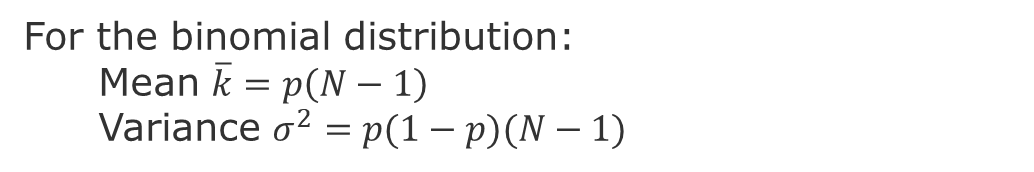 For the binomial distribution:
Mean k̅ = p(N − 1)
Variance σ² = p(1 − p)(N − 1)